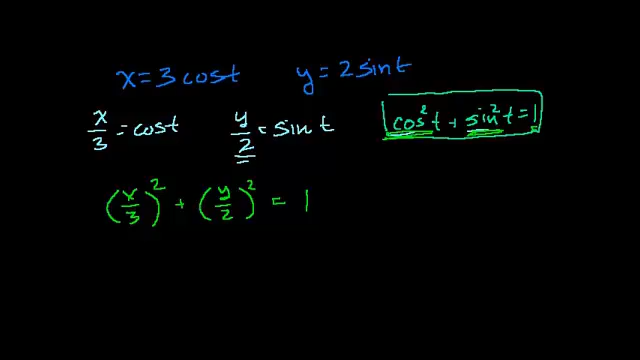 x = 3 cost y = 2 sint
x/3 = cost y/2 = sin t cos²t + sin²t = 1
(x/3)² + (y/2)² = 1